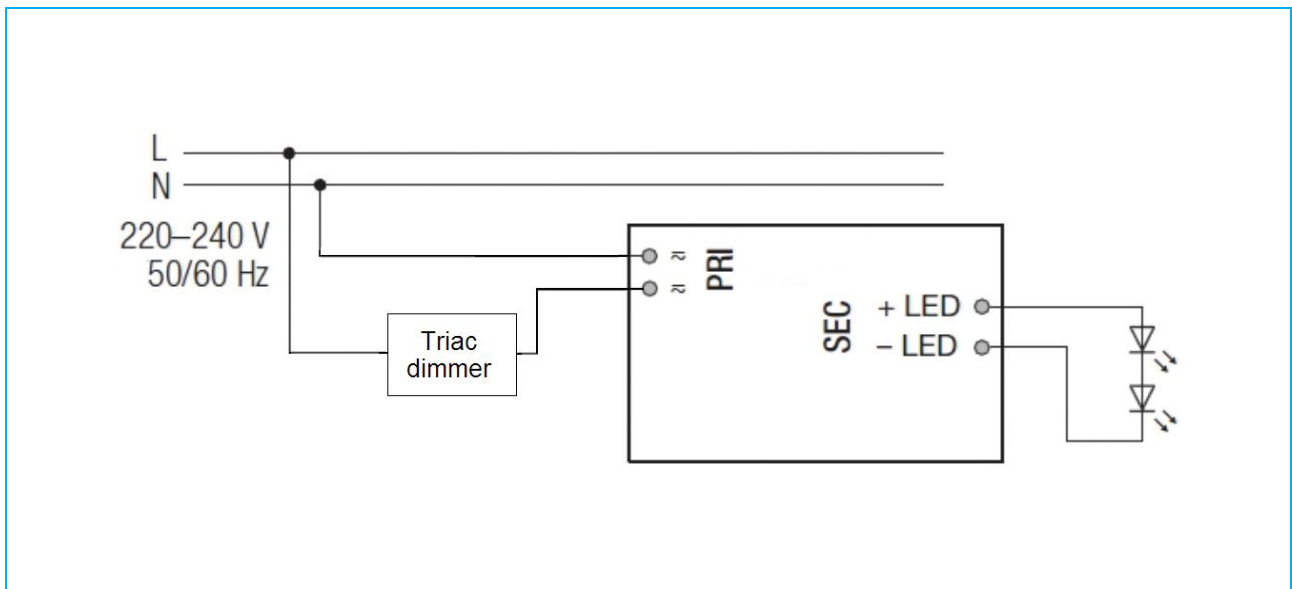 L
N
220–240 V
50/60 Hz
Triac
dimmer
≂
≂
PRI
SEC
+ LED
– LED